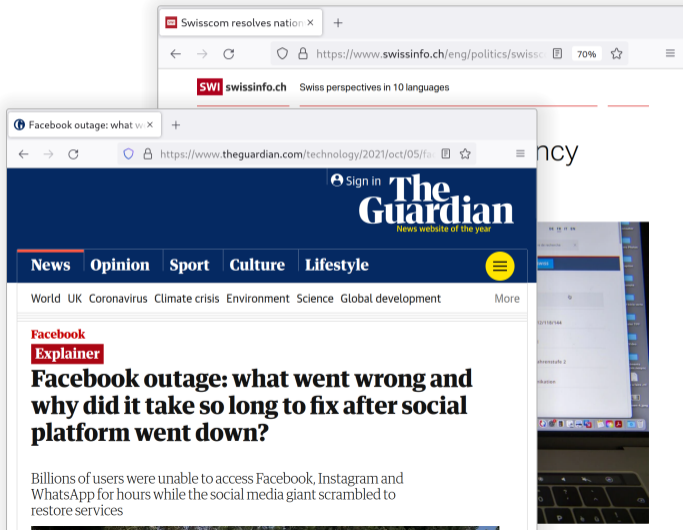 Swisscom resolves nation
https://www.swissinfo.ch/eng/politics/swissc
70%
SWI swissinfo.ch Swiss perspectives in 10 languages
ncy
Facebook outage: what w
https://www.theguardian.com/technology/2021/oct/05/fa
Sign in
The
Guardian
News website of the year
News Opinion Sport Culture Lifestyle
World UK Coronavirus Climate crisis Environment Science Global development More
Facebook
Explainer
Facebook outage: what went wrong and
why did it take so long to fix after social
platform went down?
Billions of users were unable to access Facebook, Instagram and
WhatsApp for hours while the social media giant scrambled to
restore services